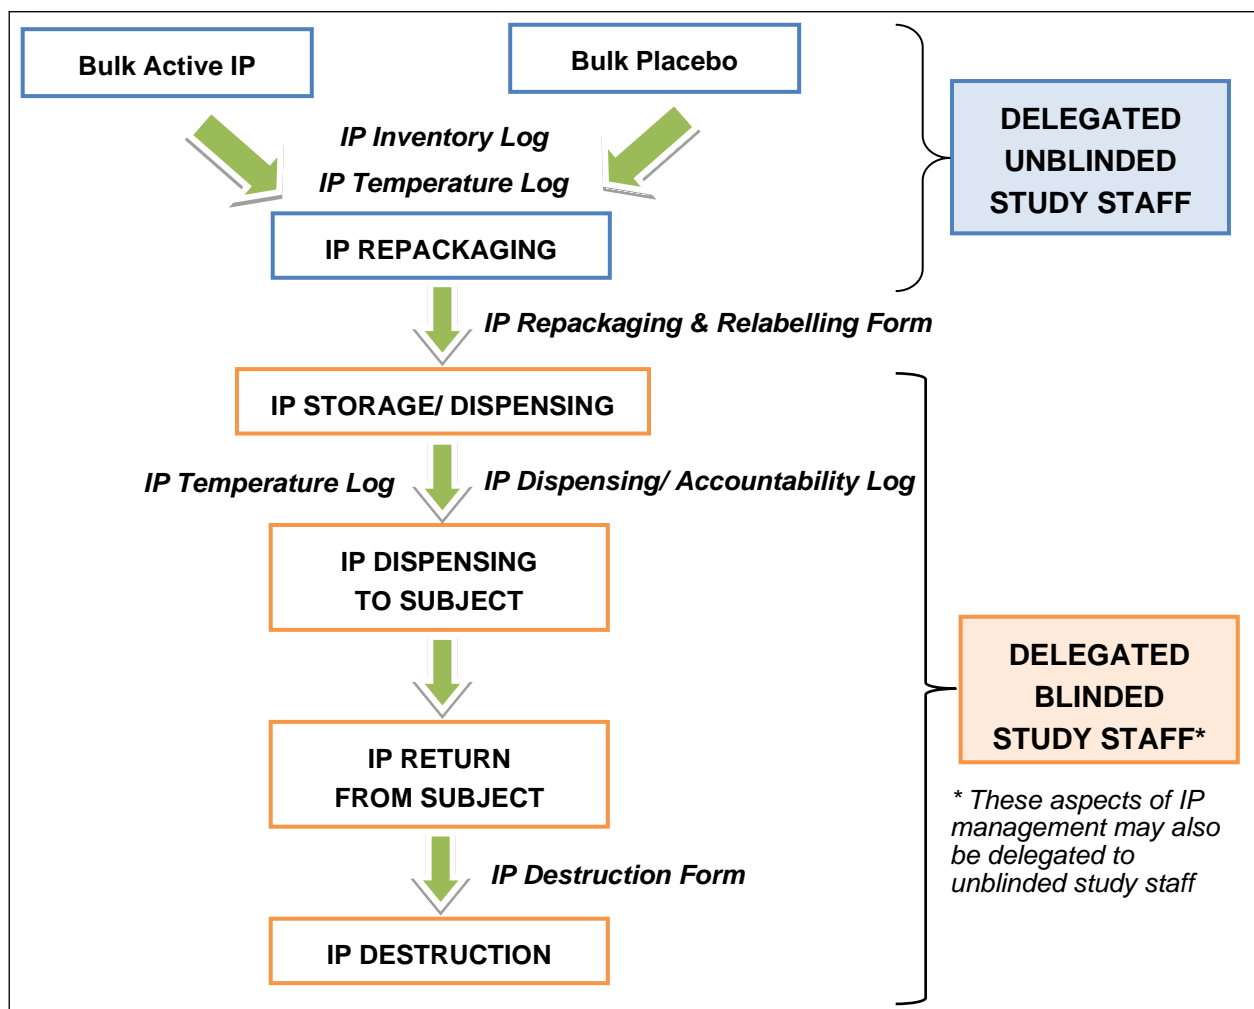 Bulk Active IP
Bulk Placebo
IP Inventory Log
IP Temperature Log
IP REPACKAGING
DELEGATED
UNBLINDED
STUDY STAFF
IP Repackaging & Relabelling Form
IP STORAGE/ DISPENSING
IP Temperature Log
IP Dispensing/ Accountability Log
IP DISPENSING
TO SUBJECT
IP RETURN
FROM SUBJECT
IP Destruction Form
IP DESTRUCTION
DELEGATED
BLINDED
STUDY STAFF*
* These aspects of IP
management may also
be delegated to
unblinded study staff